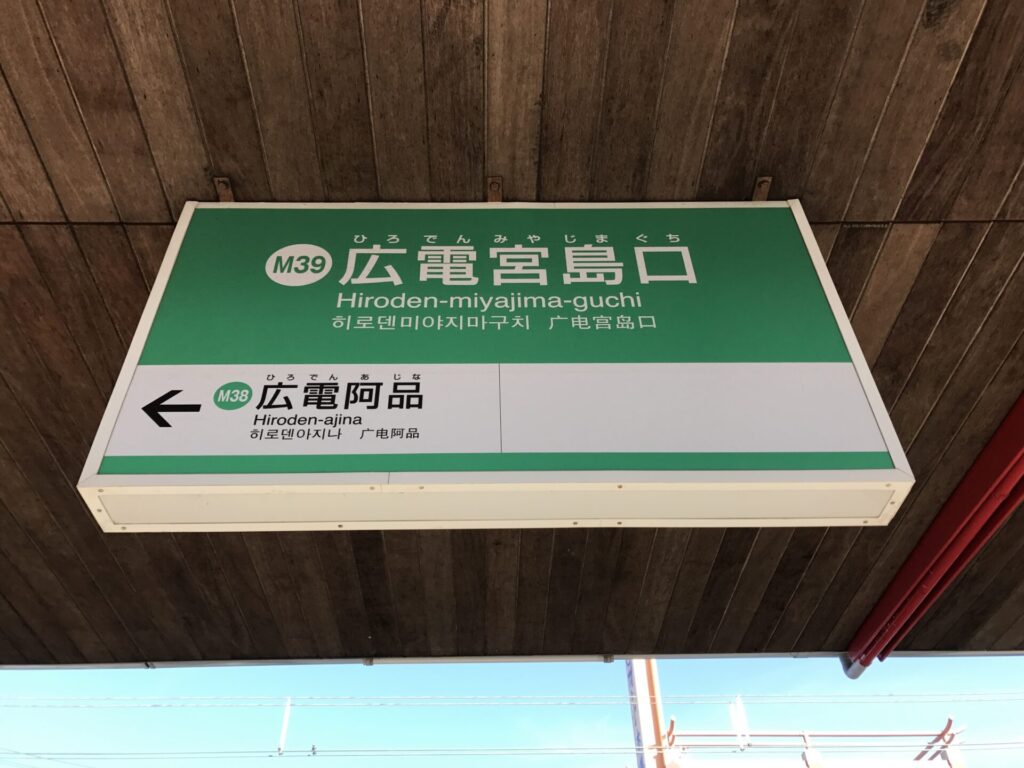 ひろでんみやじまぐち
M39 広電宮島口
Hiroden-miyajima-guchi
히로덴미야지마구치 广电宫岛口
ひろでんあじな
← M38 広電阿品
Hiroden-ajina
히로덴아지나 广电阿品